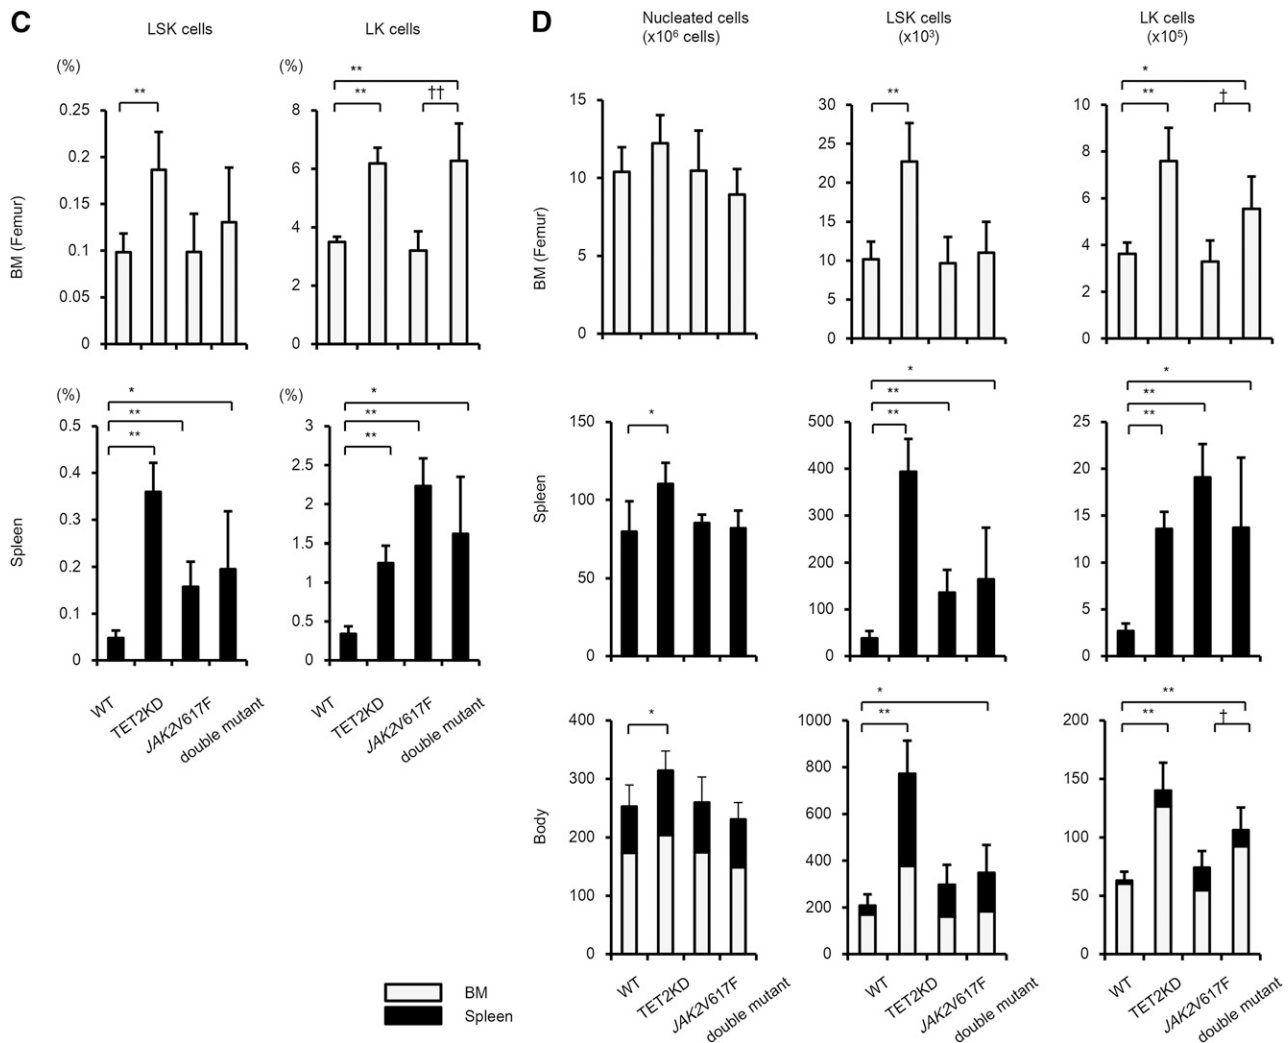 C
LSK cells
LK cells
(%)
(%)
**
**
**
††
BM (Femur)
0.25
0.2
0.15
0.1
0.05
0
8
6
4
2
0
(%)
(%)
*
**
**
*
**
**
Spleen
0.5
0.4
0.3
0.2
0.1
0
3
2.5
2
1.5
1
0.5
0
WT
TET2KD
JAK2V617F
double mutant
WT
TET2KD
JAK2V617F
double mutant
D
Nucleated cells
(x10⁶ cells)
LSK cells
(x10³)
LK cells
(x10⁵)
BM (Femur)
15
10
5
0
**
30
25
20
15
10
5
0
*
**
†
10
8
6
4
2
0
Spleen
*
150
100
50
0
*
**
**
500
400
300
200
100
0
*
**
**
25
20
15
10
5
0
Body
*
400
300
200
100
0
*
**
1000
800
600
400
200
0
**
**
†
200
150
100
50
0
WT
TET2KD
JAK2V617F
double mutant
WT
TET2KD
JAK2V617F
double mutant
WT
TET2KD
JAK2V617F
double mutant
BM
Spleen